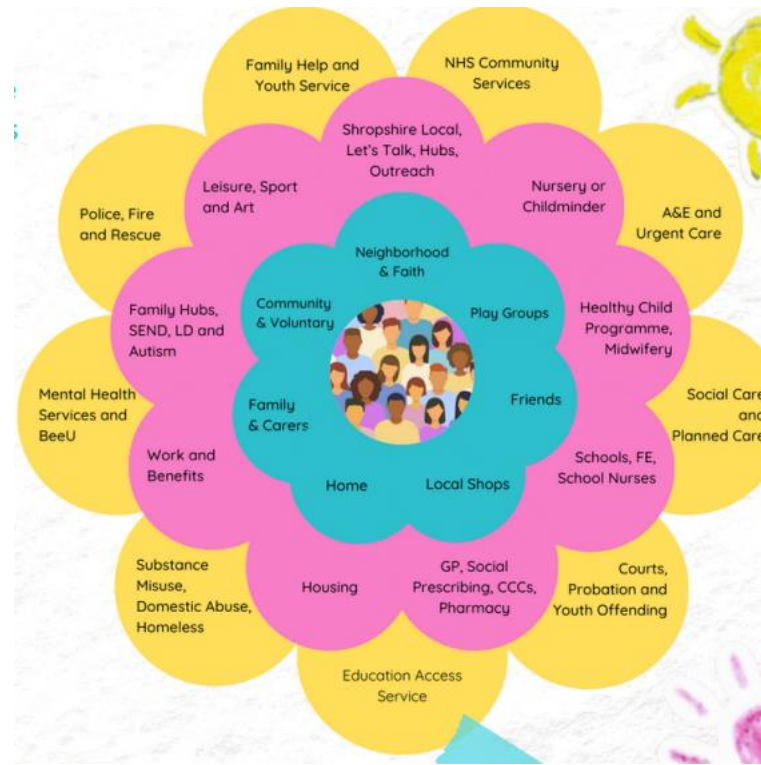 Family Help and
Youth Service
NHS Community
Services
Shropshire Local,
Let's Talk, Hubs,
Outreach
Leisure, Sport
and Art
Nursery or
Childminder
Police, Fire
and Rescue
A&E and
Urgent Care
Neighborhood
& Faith
Community
& Voluntary
Play Groups
Family Hubs,
SEND, LD and
Autism
Healthy Child
Programme,
Midwifery
Mental Health
Services and
BeeU
Family
& Carers
Friends
Social Care
and
Planned Care
Work and
Benefits
Schools, FE,
School Nurses
Home
Local Shops
Substance
Misuse,
Domestic Abuse,
Homeless
Housing
GP, Social
Prescribing, CCCs,
Pharmacy
Courts,
Probation and
Youth Offending
Education Access
Service